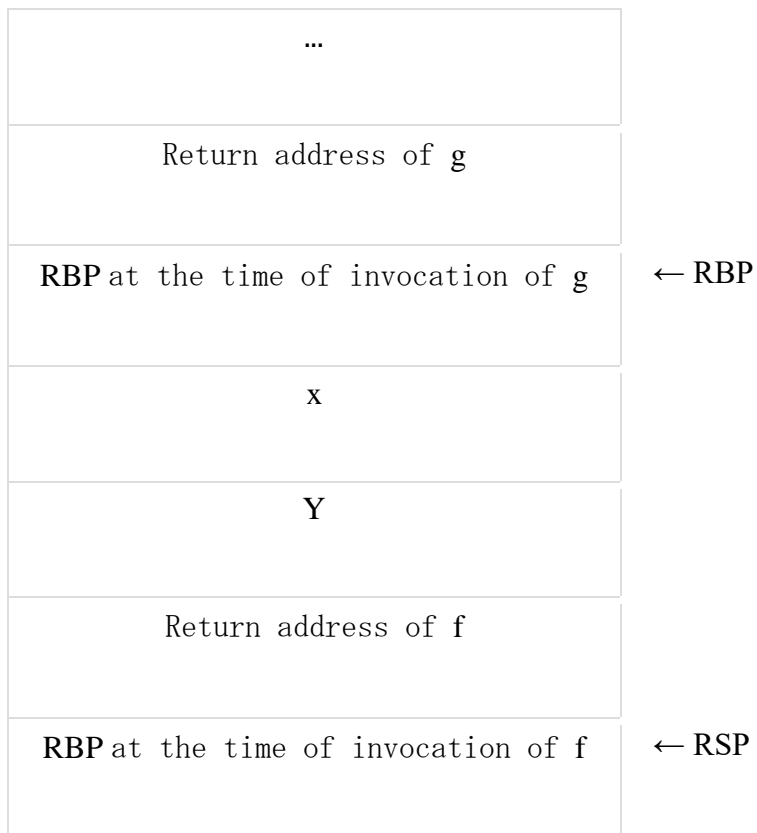 ...
Return address of g
RBP at the time of invocation of g ← RBP
x
Y
Return address of f
RBP at the time of invocation of f ← RSP